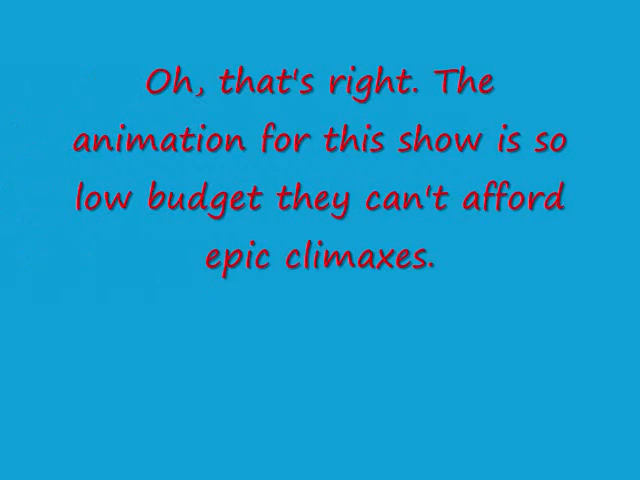 Oh, that's right. The
animation for this show is so
low budget they can't afford
epic climaxes.